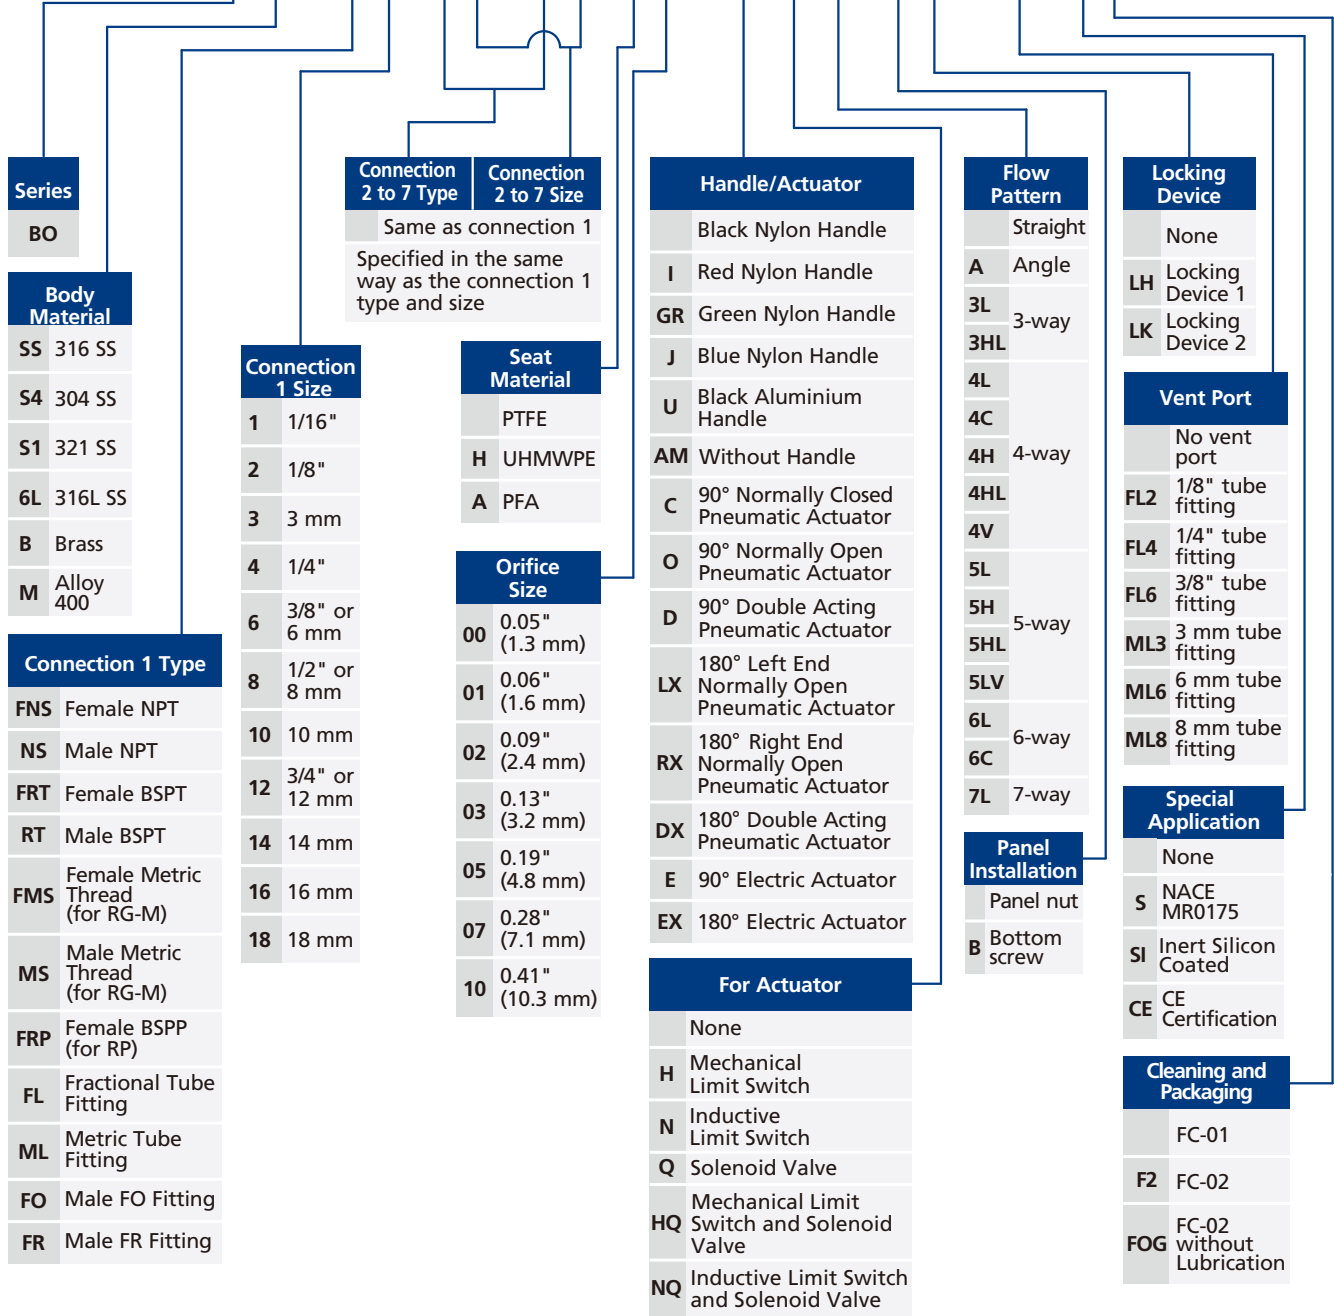 Series
BO
Body
Material
SS 316 SS
S4 304 SS
S1 321 SS
6L 316L SS
B Brass
M Alloy
400
Connection 1 Type
FNS Female NPT
NS Male NPT
FRT Female BSPT
RT Male BSPT
FMS Female Metric
Thread
(for RG-M)
MS Male Metric
Thread
(for RG-M)
FRP Female BSPP
(for RP)
FL Fractional Tube
Fitting
ML Metric Tube
Fitting
FO Male FO Fitting
FR Male FR Fitting
Connection
1 Size
1 1/16"
2 1/8"
3 3 mm
4 1/4"
6 3/8" or
6 mm
8 1/2" or
8 mm
10 10 mm
12 3/4" or
12 mm
14 14 mm
16 16 mm
18 18 mm
Connection
2 to 7 Type
Connection
2 to 7 Size
Same as connection 1
Specified in the same
way as the connection 1
type and size
Seat
Material
PTFE
H UHMWPE
A PFA
Orifice
Size
00 0.05"
(1.3 mm)
01 0.06"
(1.6 mm)
02 0.09"
(2.4 mm)
03 0.13"
(3.2 mm)
05 0.19"
(4.8 mm)
07 0.28"
(7.1 mm)
10 0.41"
(10.3 mm)
Handle/Actuator
Black Nylon Handle
I Red Nylon Handle
GR Green Nylon Handle
J Blue Nylon Handle
U Black Aluminium
Handle
AM Without Handle
C 90° Normally Closed
Pneumatic Actuator
O 90° Normally Open
Pneumatic Actuator
D 90° Double Acting
Pneumatic Actuator
LX 180° Left End
Normally Open
Pneumatic Actuator
RX 180° Right End
Normally Open
Pneumatic Actuator
DX 180° Double Acting
Pneumatic Actuator
E 90° Electric Actuator
EX 180° Electric Actuator
For Actuator
None
H Mechanical
Limit Switch
N Inductive
Limit Switch
Q Solenoid Valve
HQ Mechanical Limit
Switch and Solenoid
Valve
NQ Inductive Limit Switch
and Solenoid Valve
Flow
Pattern
Straight
A Angle
3L
3HL
3-way
4L
4C
4H 4-way
4HL
4V
5L
5H
5HL
5-way
5LV
6L
6C
6-way
7L 7-way
Panel
Installation
Panel nut
B Bottom
screw
Locking
Device
None
LH Locking
Device 1
LK Locking
Device 2
Vent Port
No vent
port
FL2 1/8" tube
fitting
FL4 1/4" tube
fitting
FL6 3/8" tube
fitting
ML3 3 mm tube
fitting
ML6 6 mm tube
fitting
ML8 8 mm tube
fitting
Special
Application
None
S NACE
MR0175
SI Inert Silicon
Coated
CE CE
Certification
Cleaning and
Packaging
FC-01
F2 FC-02
FOG FC-02
without
Lubrication